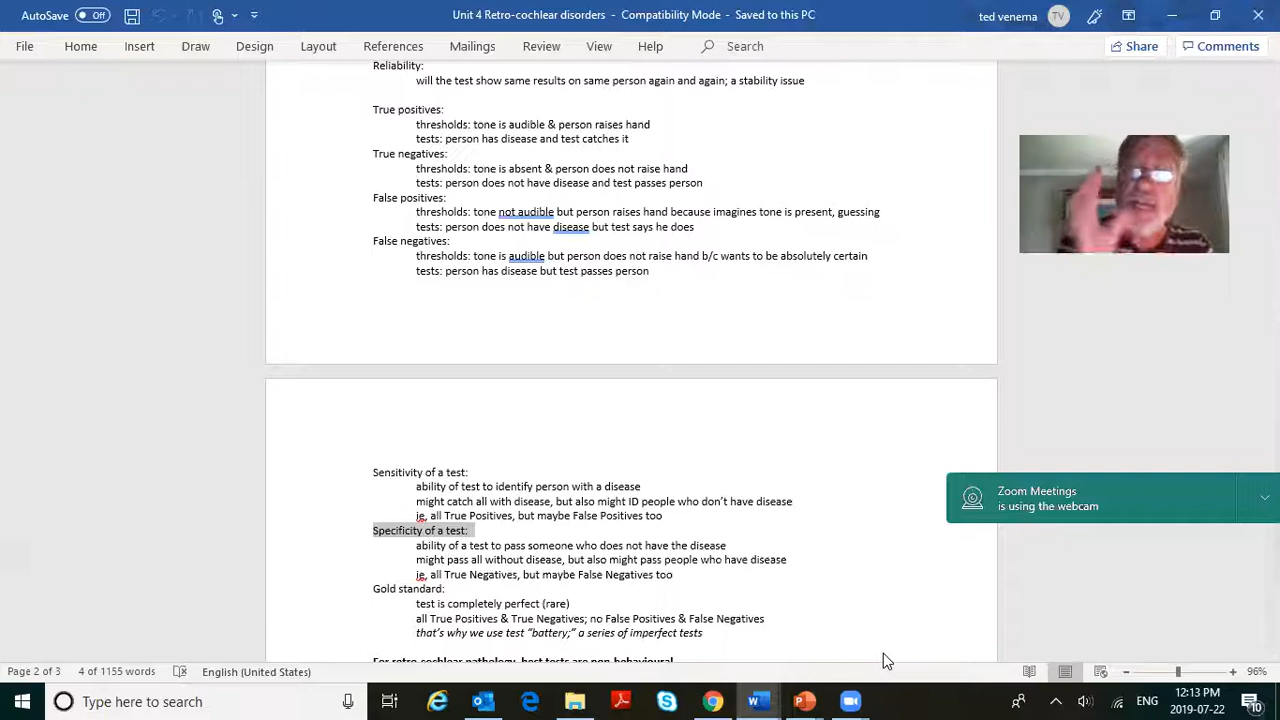 AutoSave Off
Unit 4 Retro-cochlear disorders - Compatibility Mode - Saved to this PC
ted venema TV
File Home Insert Draw Design Layout References Mailings Review View Help Search Share Comments
Reliability:
will the test show same results on same person again and again; a stability issue
True positives:
thresholds: tone is audible & person raises hand
tests: person has disease and test catches it
True negatives:
thresholds: tone is absent & person does not raise hand
tests: person does not have disease and test passes person
False positives:
thresholds: tone not audible but person raises hand because imagines tone is present, guessing
tests: person does not have disease but test says he does
False negatives:
thresholds: tone is audible but person does not raise hand b/c wants to be absolutely certain
tests: person has disease but test passes person
Sensitivity of a test:
ability of test to identify person with a disease
might catch all with disease, but also might ID people who don't have disease
ie, all True Positives, but maybe False Positives too
Specificity of a test:
ability of a test to pass someone who does not have the disease
might pass all without disease, but also might pass people who have disease
ie, all True Negatives, but maybe False Negatives too
Gold standard:
test is completely perfect (rare)
all True Positives & True Negatives; no False Positives & False Negatives
that's why we use test "battery;" a series of imperfect tests
For retro-cochlear pathology, best tests are non-behavioural
Zoom Meetings
is using the webcam
Page 2 of 3 4 of 1155 words English (United States) 96%
Type here to search
ENG
12:13 PM
2019-07-22
10